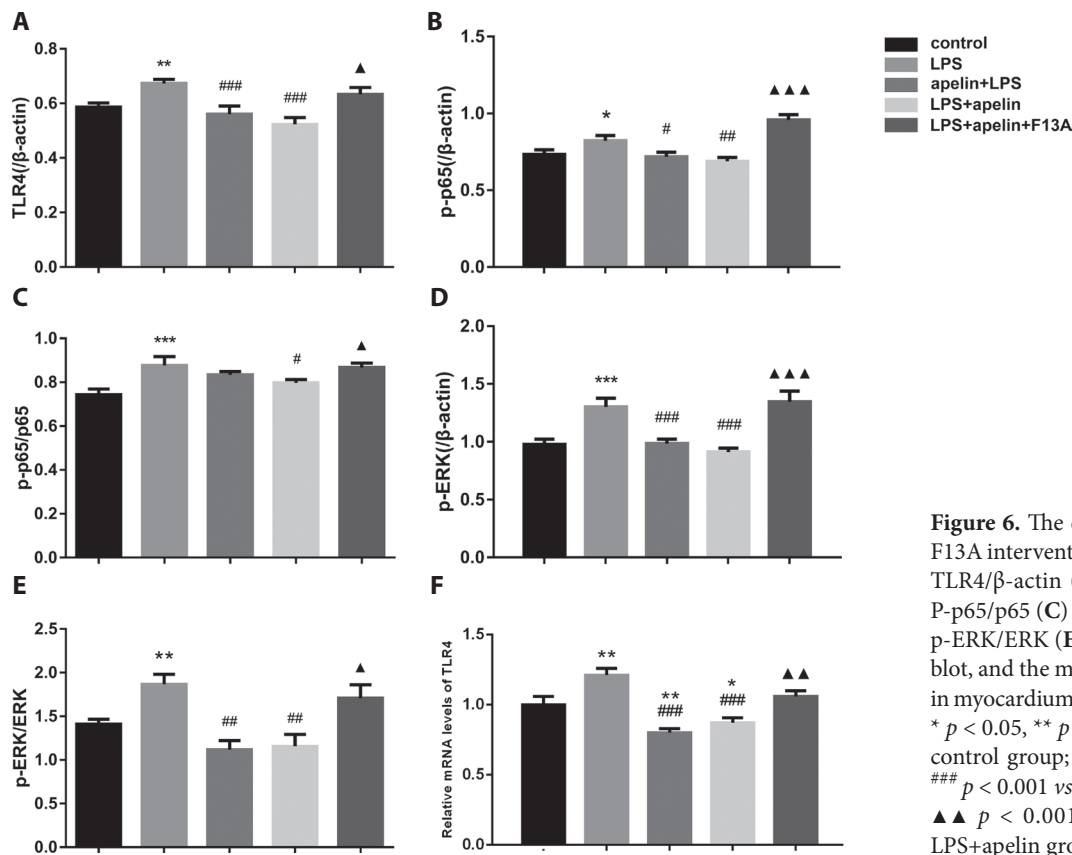 A
TLR4(/β-actin)
0.8
0.6
0.4
0.2
0.0
**
###
###
▲
B
p-p65(/β-actin)
1.5
1.0
0.5
0.0
*
#
##
▲▲▲
control
LPS
apelin+LPS
LPS+apelin
LPS+apelin+F13A
C
p-p65/p65
1.0
0.8
0.6
0.4
0.2
0.0
***
#
▲
D
p-ERK(/β-actin)
2.0
1.5
1.0
0.5
0.0
***
###
###
▲▲▲
E
p-ERK/ERK
2.5
2.0
1.5
1.0
0.5
0.0
**
##
##
▲
F
Relative mRNA levels of TLR4
1.5
1.0
0.5
0.0
**
**
###
*
###
▲▲
Figure 6. The
F13A
TLR4/β-actin
P-p65/p65 (C)
p-ERK/ERK
blot, and the
in myocardium
* p < 0.05, ** p
control group;
### p < 0.001 vs
▲▲ p < 0.001
LPS+apelin